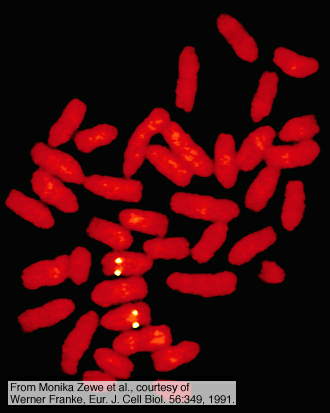 From Monika Zewe et al., courtesy of
Werner Franke, Eur. J. Cell Biol. 56:349, 1991.